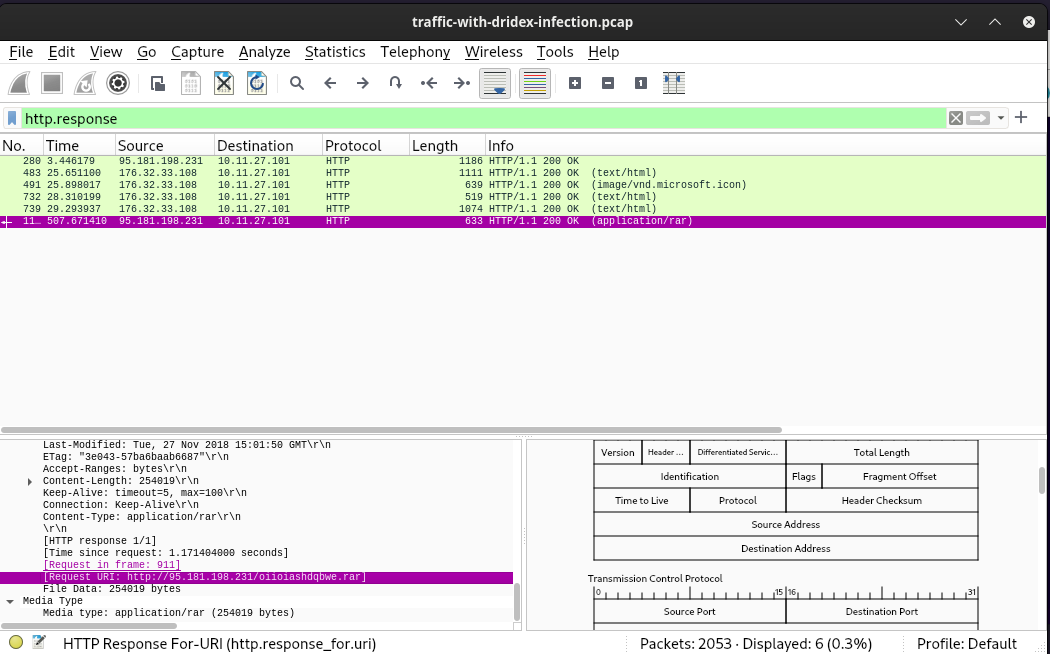 traffic-with-dridex-infection.pcap
File Edit View Go Capture Analyze Statistics Telephony Wireless Tools Help
http.response
No. Time Source Destination Protocol Length Info
280 3.446179 95.181.198.231 10.11.27.101 HTTP 1186 HTTP/1.1 200 OK
483 25.651100 176.32.33.108 10.11.27.101 HTTP 1111 HTTP/1.1 200 OK (text/html)
491 25.898017 176.32.33.108 10.11.27.101 HTTP 639 HTTP/1.1 200 OK (image/vnd.microsoft.icon)
732 28.310199 176.32.33.108 10.11.27.101 HTTP 519 HTTP/1.1 200 OK (text/html)
739 29.293937 176.32.33.108 10.11.27.101 HTTP 1074 HTTP/1.1 200 OK (text/html)
11… 507.671410 95.181.198.231 10.11.27.101 HTTP 633 HTTP/1.1 200 OK (application/rar)
Last-Modified: Tue, 27 Nov 2018 15:01:50 GMT\r\n
ETag: "3e043-57ba6baab6687"\r\n
Accept-Ranges: bytes\r\n
Content-Length: 254019\r\n
Keep-Alive: timeout=5, max=100\r\n
Connection: Keep-Alive\r\n
Content-Type: application/rar\r\n
\r\n
[HTTP response 1/1]
[Time since request: 1.171404000 seconds]
[Request in frame: 911]
[Request URI: http://95.181.198.231/oiioiashdqbwe.rar]
File Data: 254019 bytes
Media Type
Media type: application/rar (254019 bytes)
Version Header ... Differentiated Servic... Total Length
Identification Flags Fragment Offset
Time to Live Protocol Header Checksum
Source Address
Destination Address
Transmission Control Protocol
0 15 16 31
Source Port Destination Port
HTTP Response For-URI (http.response_for.uri) Packets: 2053 · Displayed: 6 (0.3%) Profile: Default